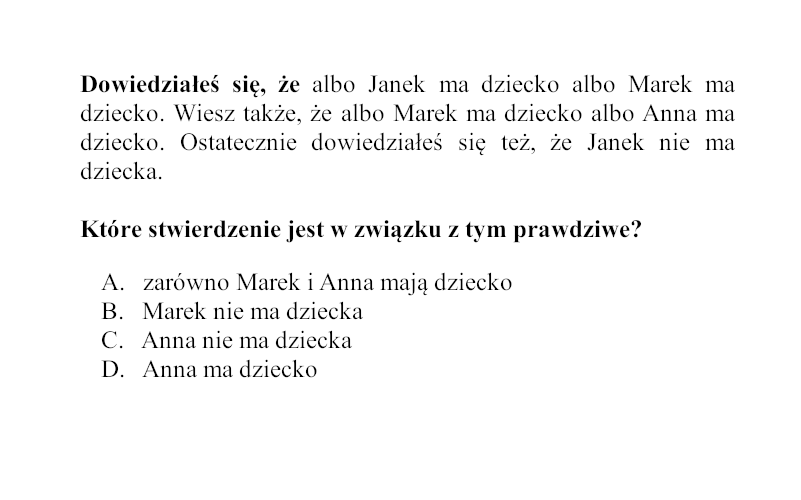 Dowiedziałeś się, że albo Janek ma dziecko albo Marek ma
dziecko. Wiesz także, że albo Marek ma dziecko albo Anna ma
dziecko. Ostatecznie dowiedziałeś się też, że Janek nie ma
dziecka.
Które stwierdzenie jest w związku z tym prawdziwe?
A. zarówno Marek i Anna mają dziecko
B. Marek nie ma dziecka
C. Anna nie ma dziecka
D. Anna ma dziecko